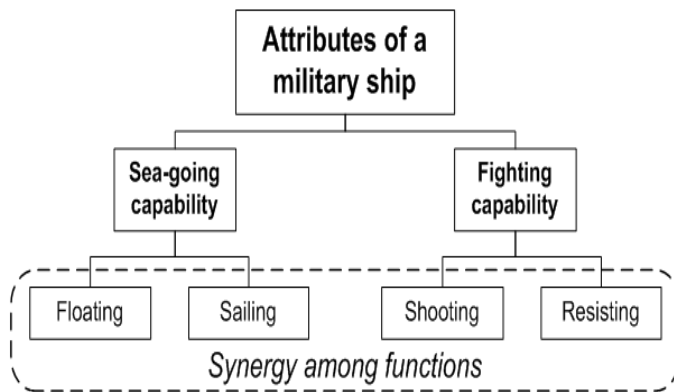 Attributes of a
military ship
Sea-going
capability
Fighting
capability
Floating
Sailing
Shooting
Resisting
Synergy among functions